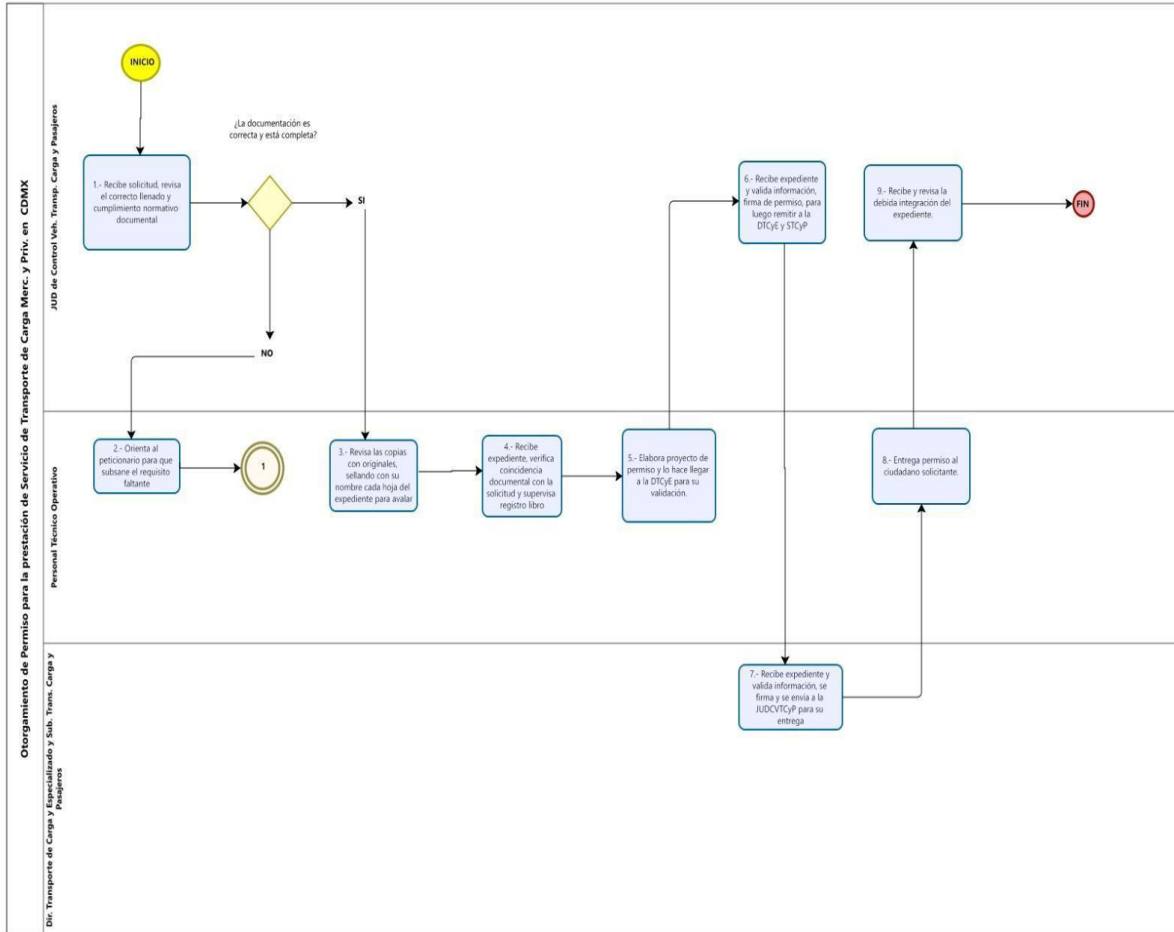 Otorgamiento de Permiso para la prestación de Servicio de Transporte de Carga Merc. y Priv. en CDMX
JUD de Control Veh. Transp. Carga y Pasajeros
INICIO
¿La documentación es
correcta y está completa?
1.- Recibe solicitud, revisa
el correcto llenado y
cumplimiento normativo
documental
SI
NO
6.- Recibe expediente
y valida información,
firma de permiso, para
luego remitir a la
DTCyE y STCyP
9.- Recibe y revisa la
debida integración del
expediente.
FIN
Personal Técnico Operativo
2.- Orienta al
peticionario para que
subsane el requisito
faltante
1
3.- Revisa las copias
con originales,
sellando con su
nombre cada hoja del
expediente para avalar
4.- Recibe
expediente, verifica
coincidencia
documental con la
solicitud y supervisa
registro libro
5.- Elabora proyecto de
permiso y lo hace llegar
a la DTCyE para su
validación.
8.- Entrega permiso al
ciudadano solicitante.
Dir. Transporte de Carga y Especializado y Sub. Trans. Carga y
Pasajeros
7.- Recibe expediente y
valida información, se
firma y se envia a la
JUDCVTCyP para su
entrega